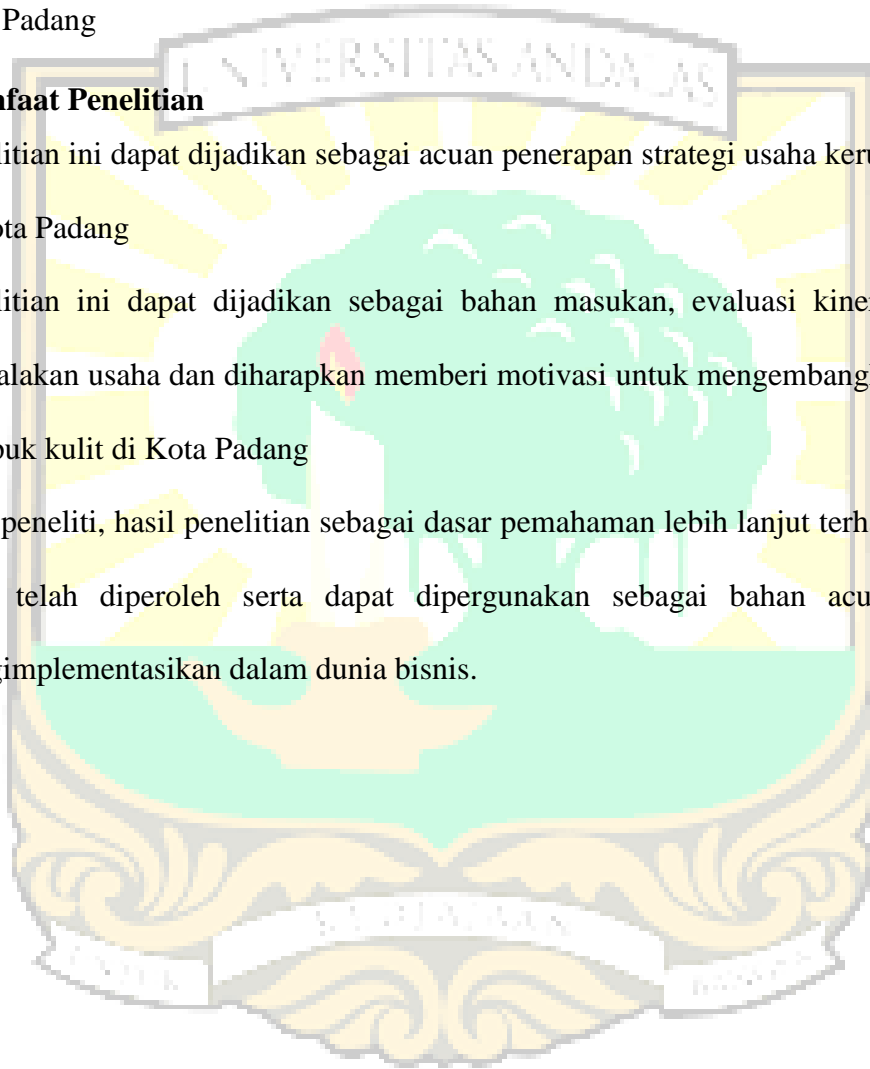 Padang
UNIVERSITAS ANDALAS
nfaat Penelitian
litian ini dapat dijadikan sebagai acuan penerapan strategi usaha keru
ota Padang
litian ini dapat dijadikan sebagai bahan masukan, evaluasi kiner
alakan usaha dan diharapkan memberi motivasi untuk mengembangk
puk kulit di Kota Padang
peneliti, hasil penelitian sebagai dasar pemahaman lebih lanjut terh
telah diperoleh serta dapat dipergunakan sebagai bahan acu
gimplementasikan dalam dunia bisnis.
UNTUK